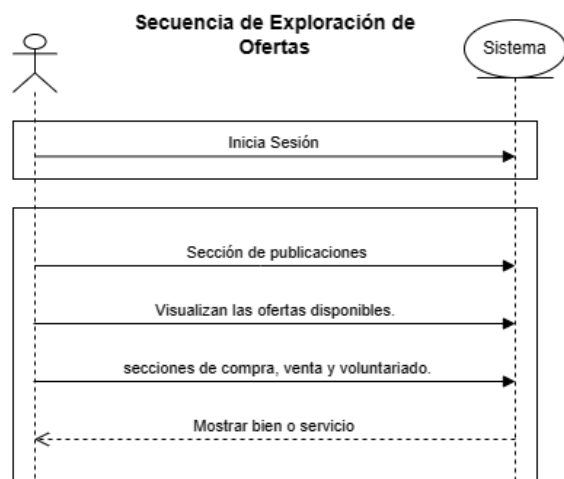 Secuencia de Exploración de
Ofertas
Sistema
Inicia Sesión
Sección de publicaciones
Visualizan las ofertas disponibles.
secciones de compra, venta y voluntariado.
Mostrar bien o servicio